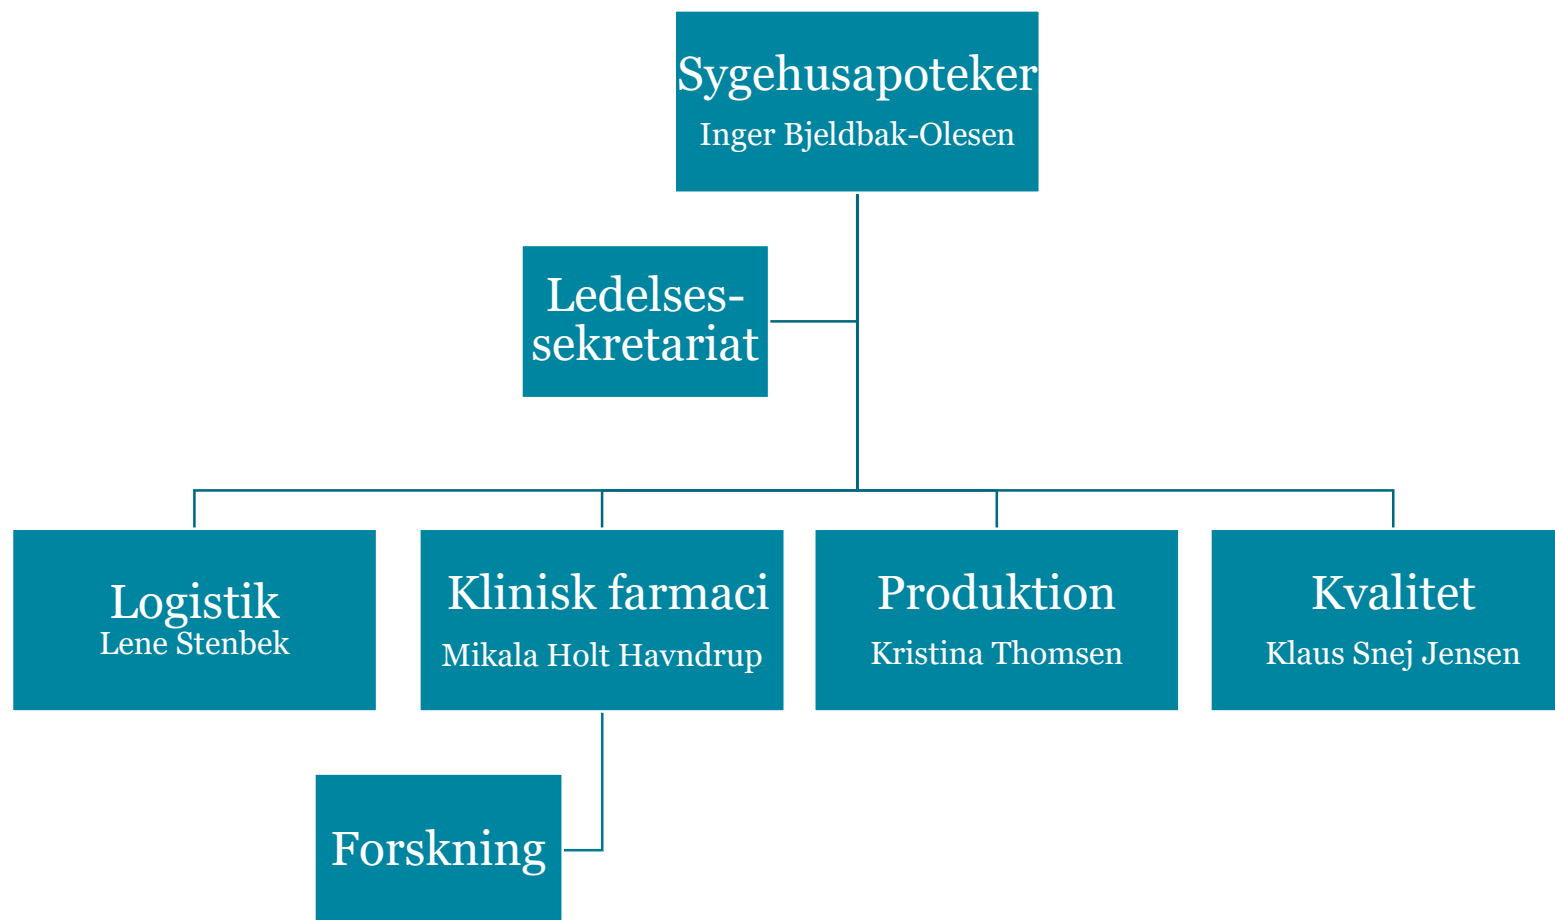 Sygehusapoteker
Inger Bjeldbak-Olesen
Ledelses-
sekretariat
Logistik
Lene Stenbek
Klinisk farmaci
Mikala Holt Havndrup
Produktion
Kristina Thomsen
Kvalitet
Klaus Snej Jensen
Forskning